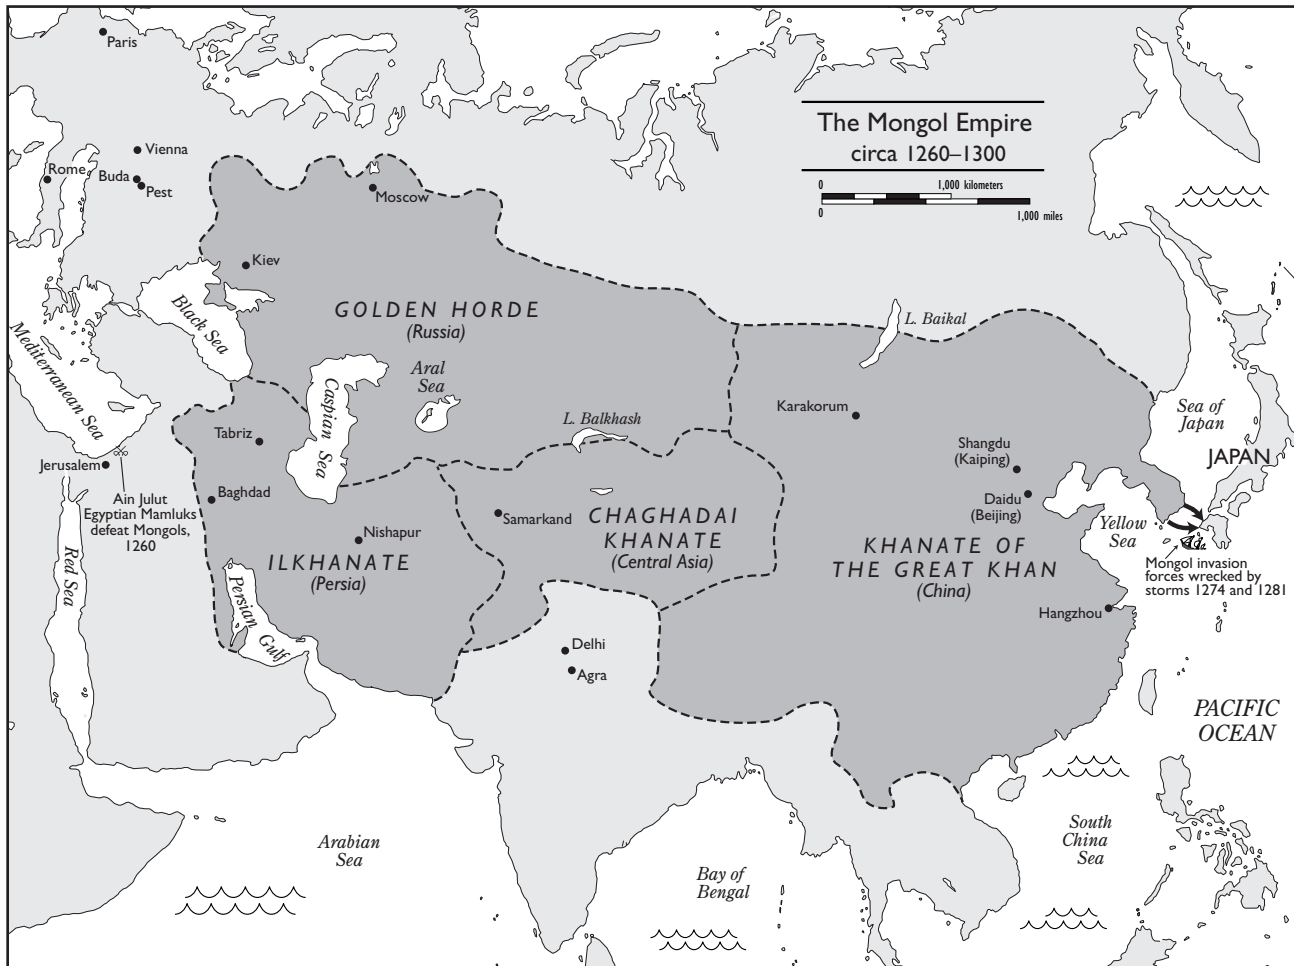 Paris
The Mongol Empire
circa 1260–1300
0
1,000 kilometers
0
1,000 miles
Vienna
Rome
Buda
Pest
Moscow
Kiev
Black Sea
GOLDEN HORDE
(Russia)
L. Baikal
Mediterranean Sea
Aral
Sea
Caspian Sea
L. Balkhash
Karakorum
Sea of
Japan
JAPAN
Tabriz
Shangdu
(Kaiping)
Jerusalem
Ain Julut
Egyptian Mamluks
defeat Mongols,
1260
Baghdad
Daidu
(Beijing)
Samarkand
Nishapur
CHAGHADAI
KHANATE
(Central Asia)
Yellow
Sea
KHANATE OF
THE GREAT KHAN
(China)
Mongol invasion
forces wrecked by
storms 1274 and 1281
ILKHANATE
(Persia)
Red Sea
Persian
Gulf
Hangzhou
Delhi
Agra
PACIFIC
OCEAN
Arabian
Sea
Bay of
Bengal
South
China
Sea